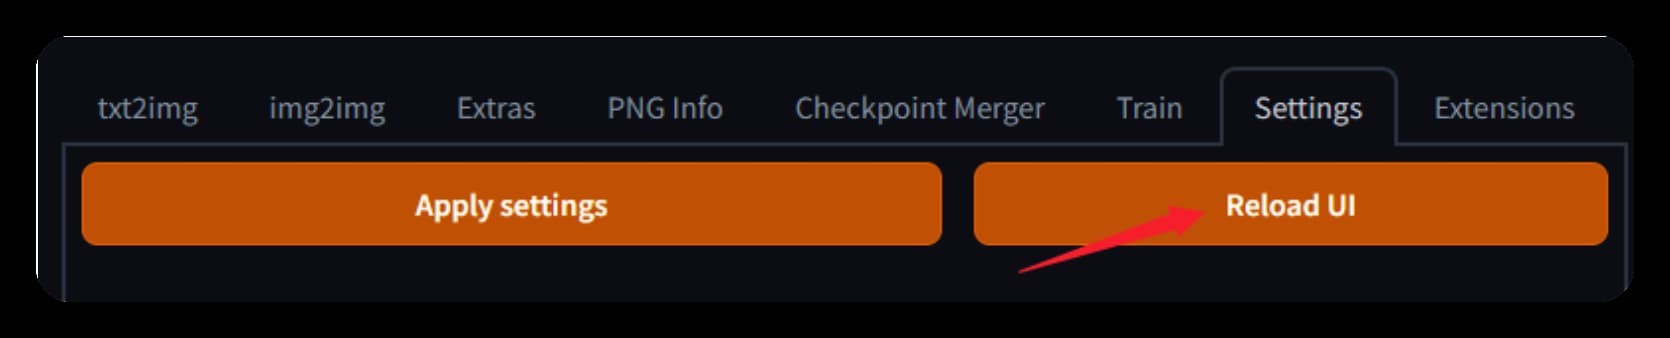 txt2img img2img Extras PNG Info Checkpoint Merger Train Settings Extensions
Apply settings Reload UI